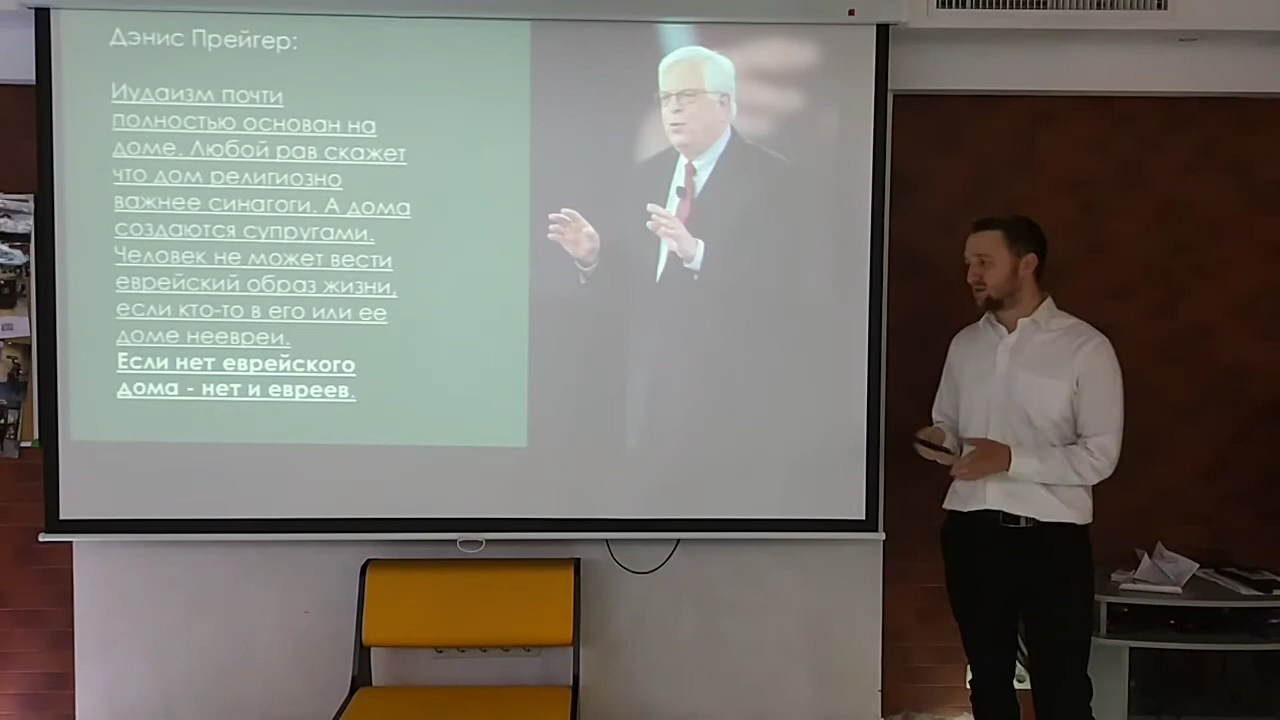 Дэнис Прейгер:
Иудаизм почти
полностью основан на
доме. Любой рав скажет
что дом религиозно
важнее синагоги. А дома
создаются супругами.
Человек не может вести
еврейский образ жизни,
если кто-то в его или ее
доме неевреи.
Если нет еврейского
дома - нет и евреев.